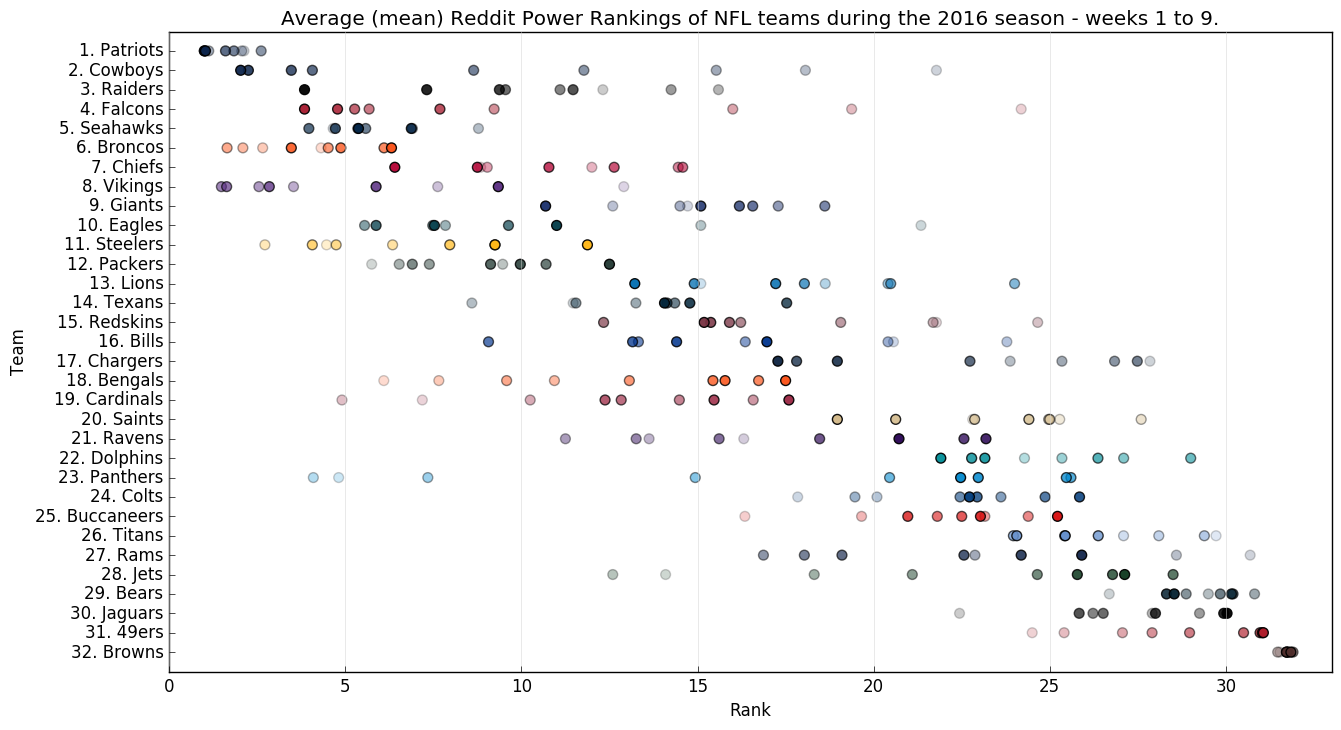 Average (mean) Reddit Power Rankings of NFL teams during the 2016 season - weeks 1 to 9.
1. Patriots
2. Cowboys
3. Raiders
4. Falcons
5. Seahawks
6. Broncos
7. Chiefs
8. Vikings
9. Giants
10. Eagles
11. Steelers
12. Packers
13. Lions
14. Texans
15. Redskins
16. Bills
17. Chargers
18. Bengals
19. Cardinals
20. Saints
21. Ravens
22. Dolphins
23. Panthers
24. Colts
25. Buccaneers
26. Titans
27. Rams
28. Jets
29. Bears
30. Jaguars
31. 49ers
32. Browns
Team
0 5 10 15 20 25 30
Rank